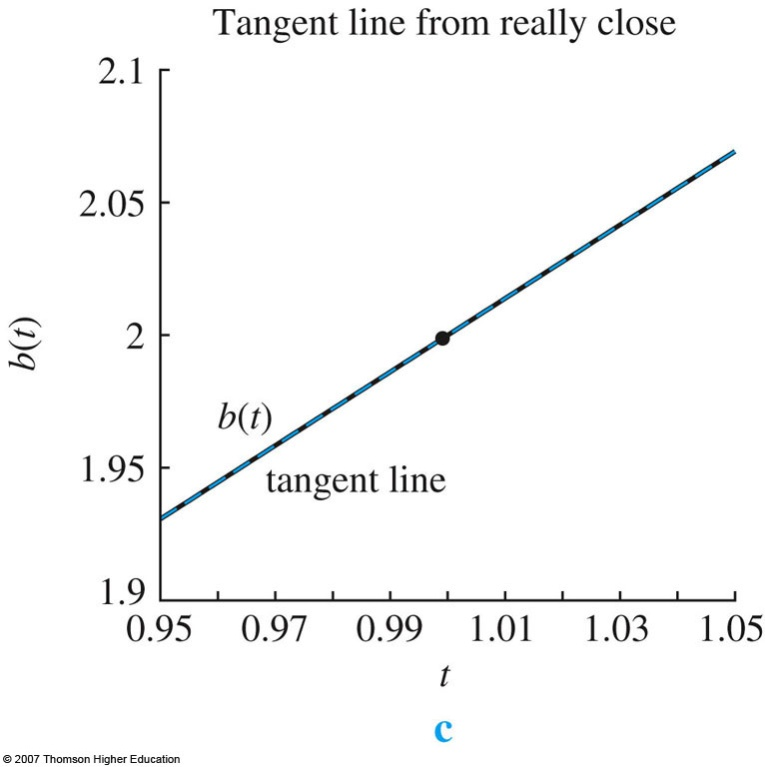 Tangent line from really close
2.1
2.05
2
1.95
1.9
b(t)
b(t)
tangent line
0.95 0.97 0.99 1.01 1.03 1.05
t
c
© 2007 Thomson Higher Education